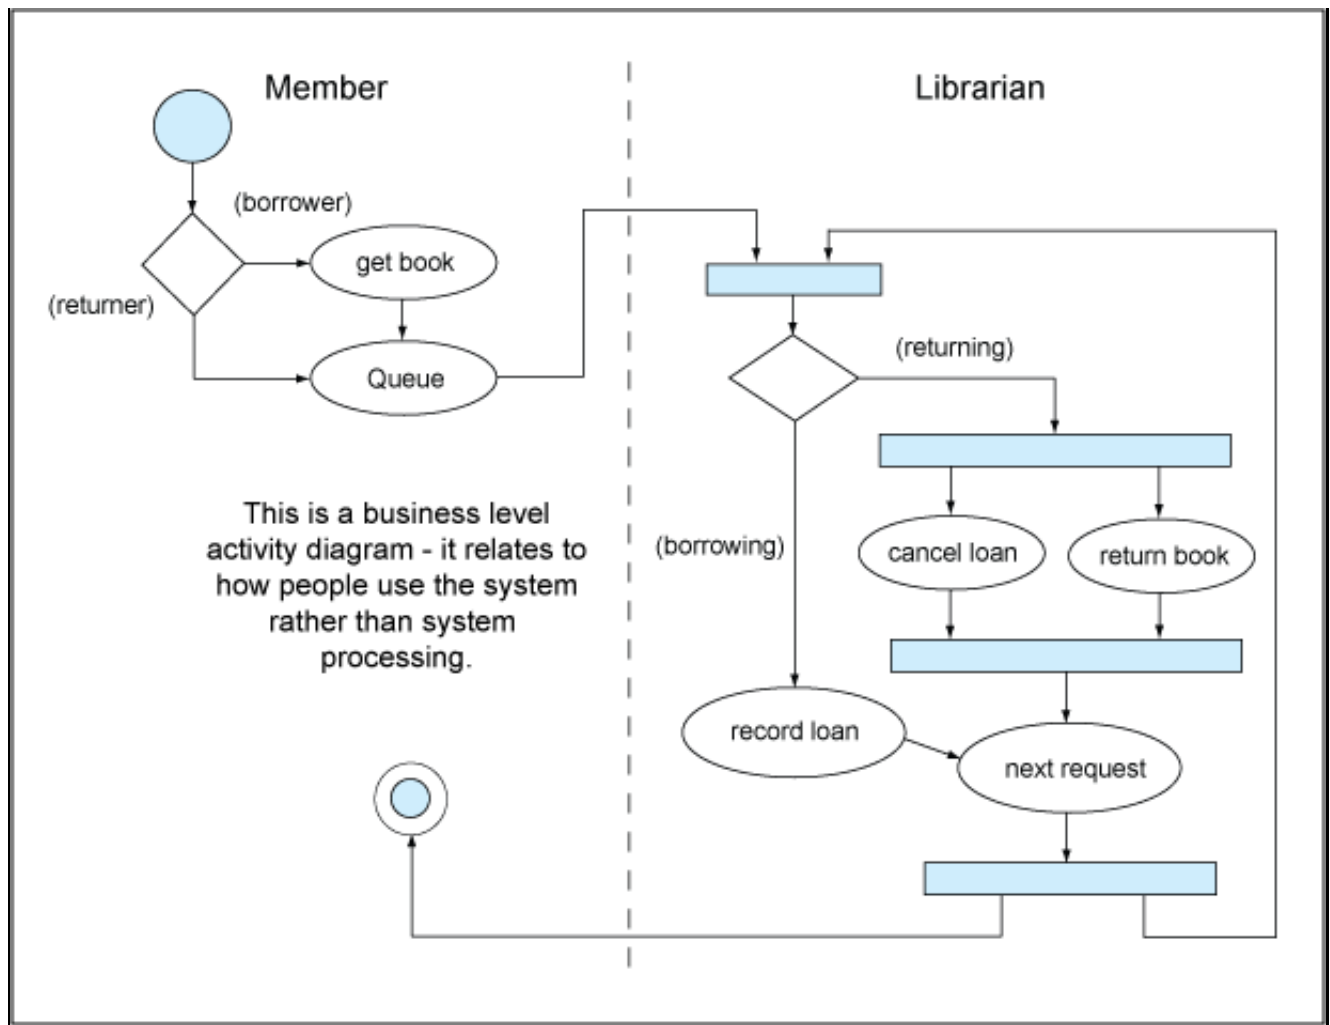 Member
Librarian
(borrower)
get book
(returner)
Queue
(returning)
(borrowing)
cancel loan
return book
This is a business level
activity diagram - it relates to
how people use the system
rather than system
processing.
record loan
next request